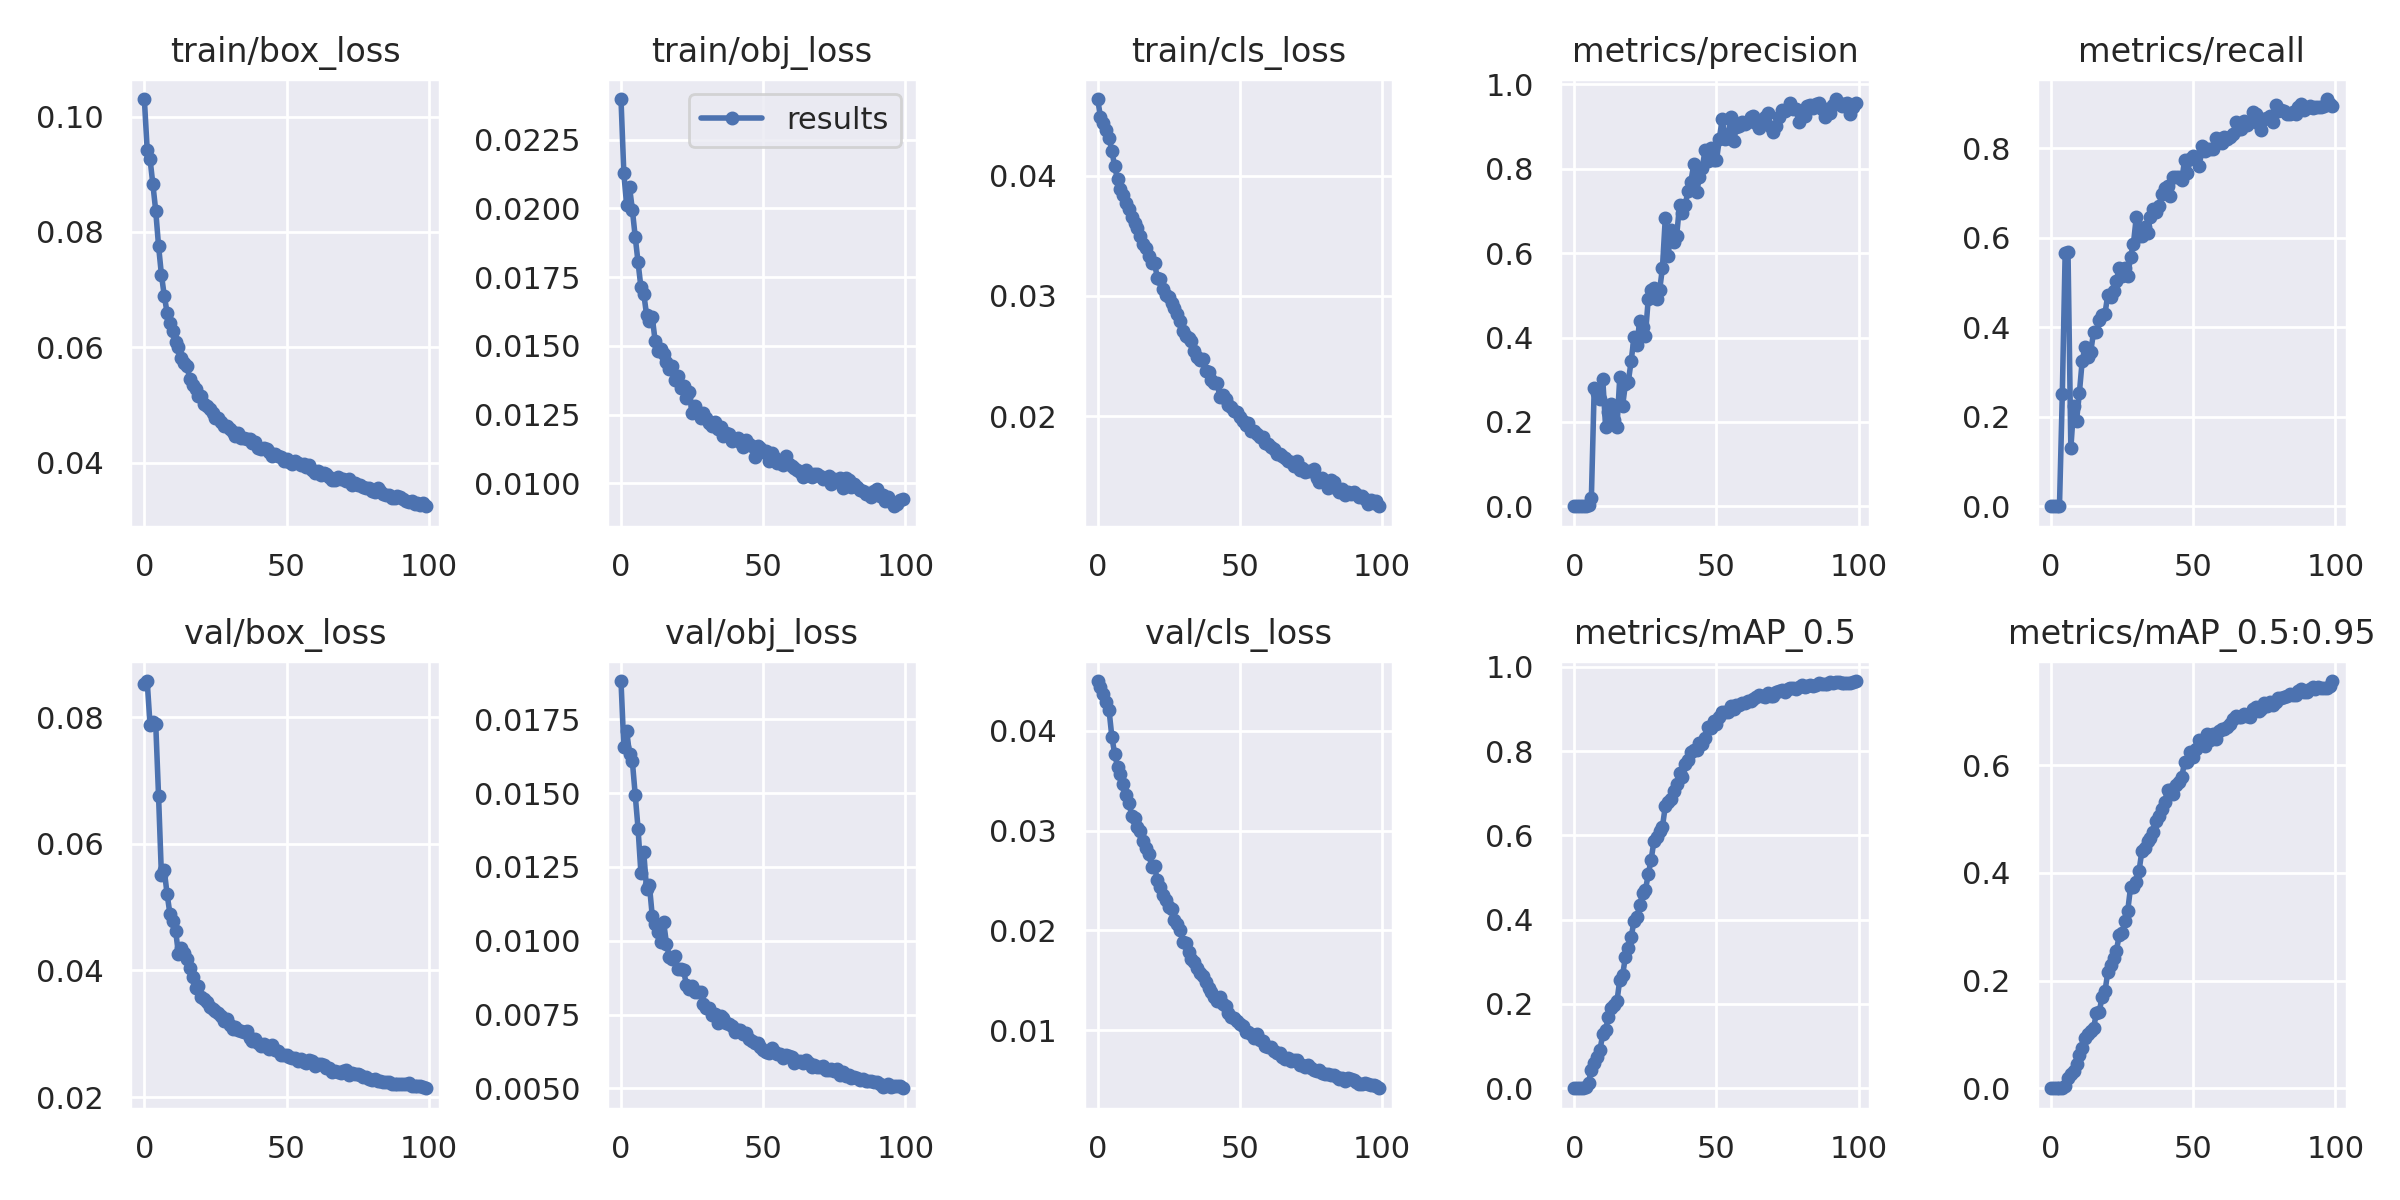 train/box_loss
train/obj_loss
train/cls_loss
metrics/precision
metrics/recall
0.10
0.08
0.06
0.04
0 50 100
results
0.0225
0.0200
0.0175
0.0150
0.0125
0.0100
0 50 100
0.04
0.03
0.02
0 50 100
1.0
0.8
0.6
0.4
0.2
0.0
0 50 100
0.8
0.6
0.4
0.2
0.0
0 50 100
val/box_loss
val/obj_loss
val/cls_loss
metrics/mAP_0.5
metrics/mAP_0.5:0.95
0.08
0.06
0.04
0.02
0 50 100
0.0175
0.0150
0.0125
0.0100
0.0075
0.0050
0 50 100
0.04
0.03
0.02
0.01
0 50 100
1.0
0.8
0.6
0.4
0.2
0.0
0 50 100
0.6
0.4
0.2
0.0
0 50 100